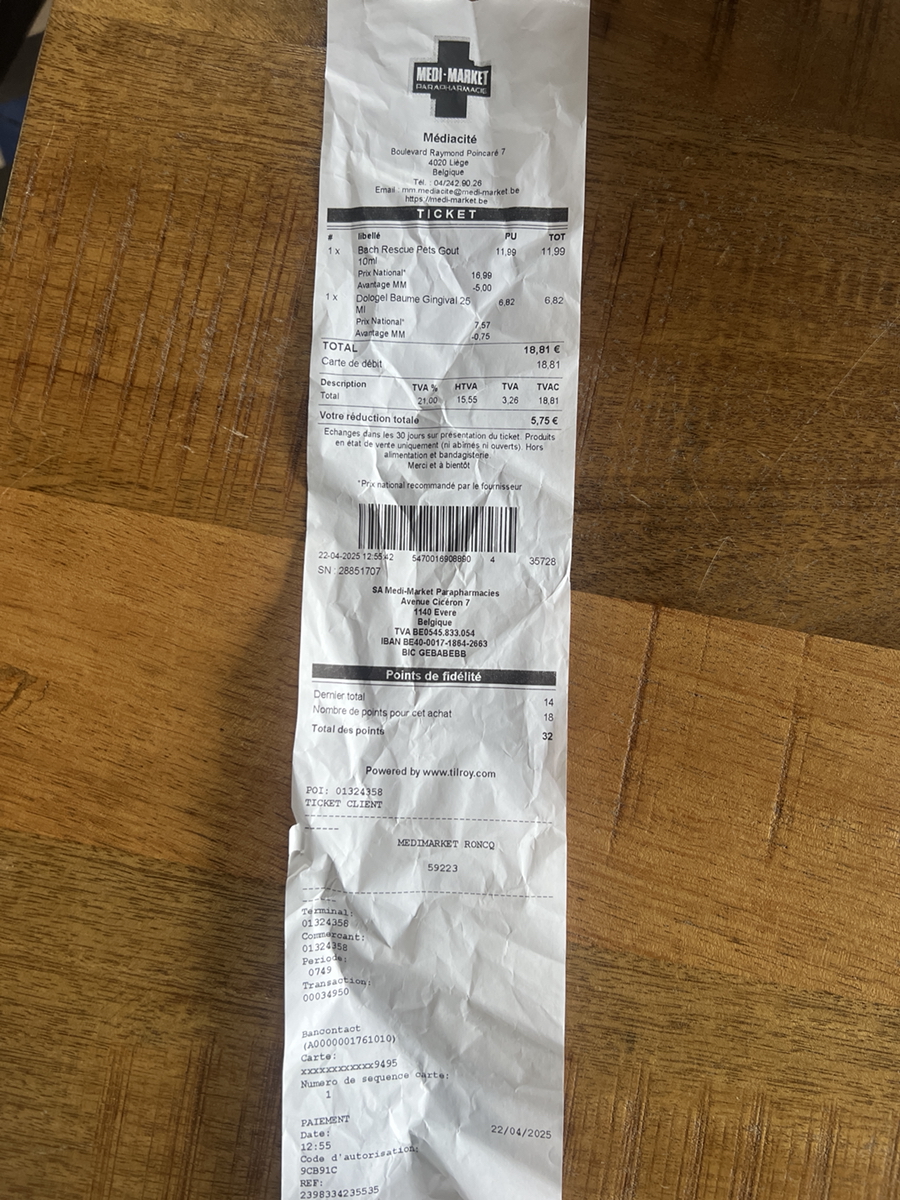 MEDI-MARKET
PARAPHARMACIE
Médiacité
Boulevard Raymond Poincaré 7
4020 Liège
Belgique
Tél. : 04/242.90.26
Email : mm.mediacite@medi-market.be
https://medi-market.be
TICKET
# libellé PU TOT
1 x Bach Rescue Pets Gout 11,99 11,99
10ml
Prix National* 16,99
Avantage MM -5,00
1 x Dologel Baume Gingival 25 6,82 6,82
Ml
Prix National* 7,57
Avantage MM -0,75
TOTAL 18,81 €
Carte de débit 18,81
Description TVA % HTVA TVA TVAC
Total 21,00 15,55 3,26 18,81
Votre réduction totale 5,75 €
Echanges dans les 30 jours sur présentation du ticket. Produits
en état de vente uniquement (ni abimés ni ouverts). Hors
alimentation et bandagisterie
Merci et à bientôt
*Prix national recommandé par le fournisseur
22-04-2025 12:55:42 5470016908890 4 35728
SN : 28851707
SA Medi-Market Parapharmacies
Avenue Cicéron 7
1140 Evere
Belgique
TVA BE0545.833.054
IBAN BE40-0017-1864-2663
BIC GEBABEBB
Points de fidélité
Dernier total 14
Nombre de points pour cet achat 18
Total des points 32
Powered by www.tilroy.com
POI: 01324358
TICKET CLIENT
MEDIMARKET RONCQ
59223
Terminal:
01324358
Commercant:
01324358
Periode:
0749
Transaction:
00034950
Bancontact
(A0000001761010)
Carte:
xxxxxxxxxxxx9495
Numero de sequence carte:
1
PAIEMENT
Date: 22/04/2025
12:55
Code d'autorisation:
9CB91C
REF:
2398334235535